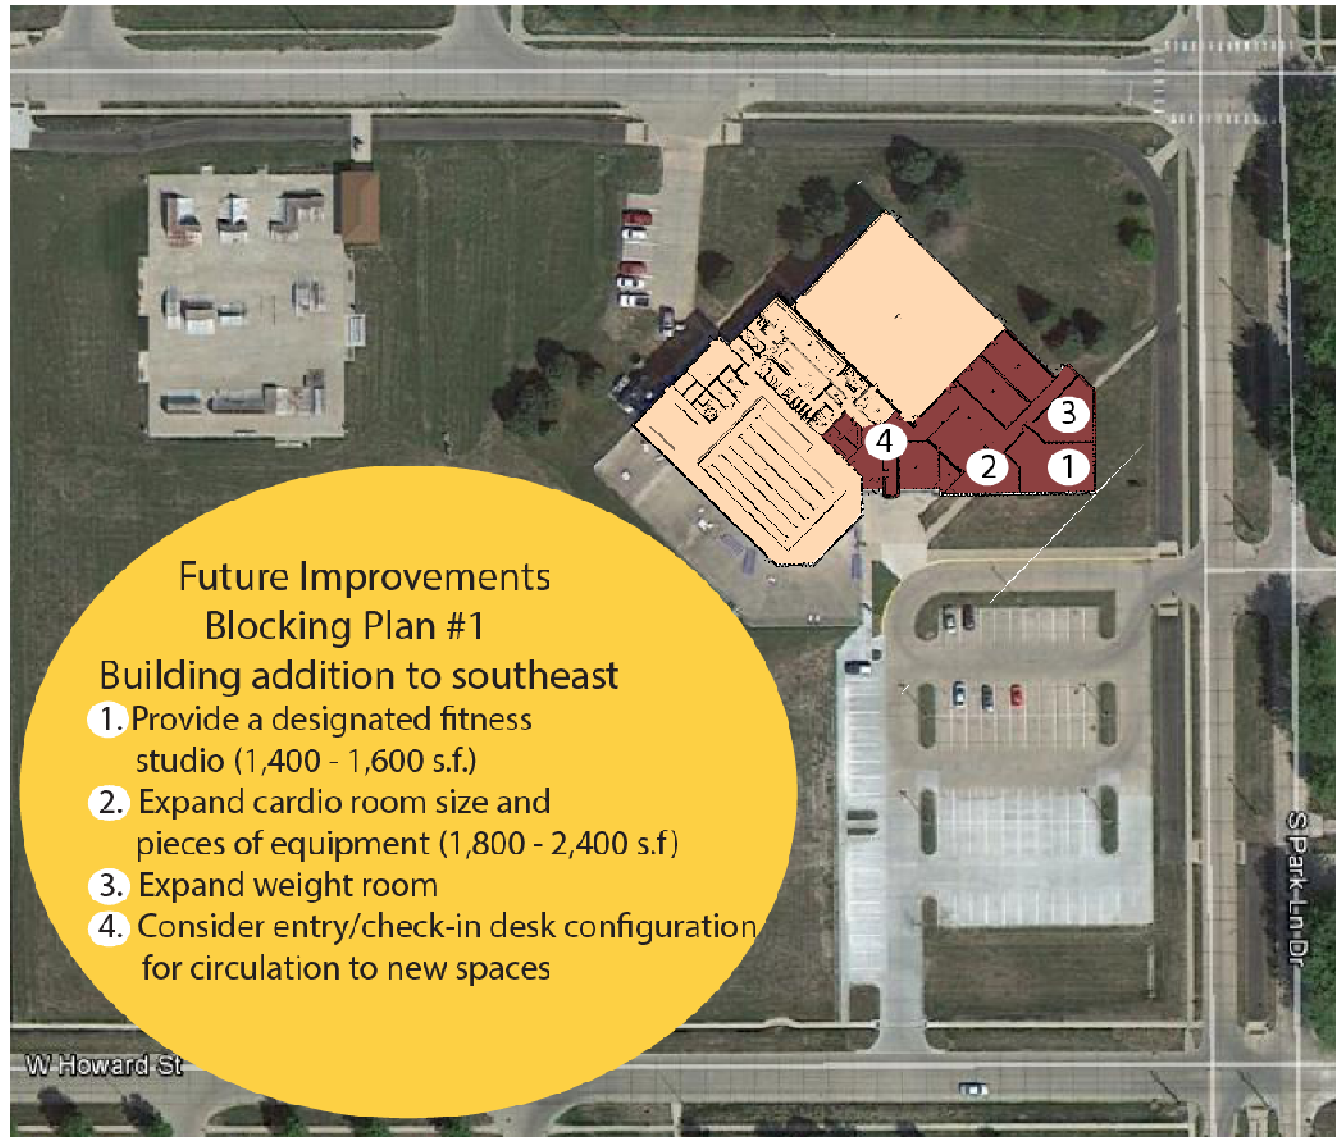 3
4
2
1
Future Improvements
Blocking Plan #1
Building addition to southeast
1. Provide a designated fitness
studio (1,400 - 1,600 s.f.)
2. Expand cardio room size and
pieces of equipment (1,800 - 2,400 s.f)
3. Expand weight room
4. Consider entry/check-in desk configuration
for circulation to new spaces
S Park Ln Dr
W Howard St